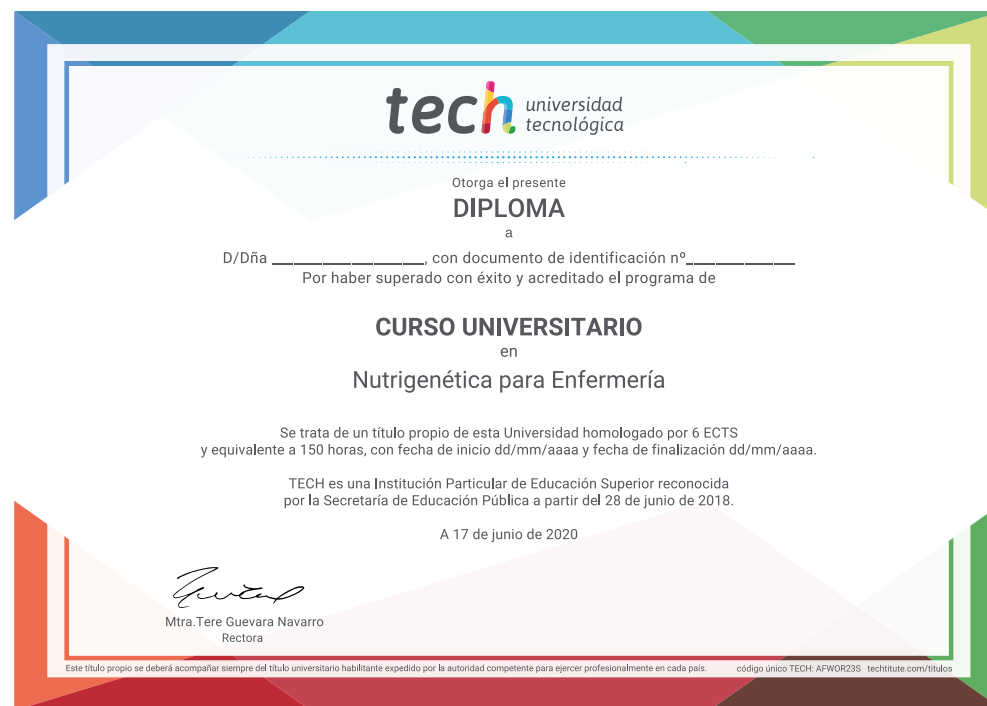 tech universidad
tecnológica
Otorga el presente
DIPLOMA
a
D/Dña __________________, con documento de identificación nº_____________
Por haber superado con éxito y acreditado el programa de
CURSO UNIVERSITARIO
en
Nutrigenética para Enfermería
Se trata de un título propio de esta Universidad homologado por 6 ECTS
y equivalente a 150 horas, con fecha de inicio dd/mm/aaaa y fecha de finalización dd/mm/aaaa.
TECH es una Institución Particular de Educación Superior reconocida
por la Secretaría de Educación Pública a partir del 28 de junio de 2018.
A 17 de junio de 2020
Mtra.Tere Guevara Navarro
Rectora
Este título propio se deberá acompañar siempre del título universitario habilitante expedido por la autoridad competente para ejercer profesionalmente en cada país. código único TECH: AFWOR23S techtitute.com/titulos